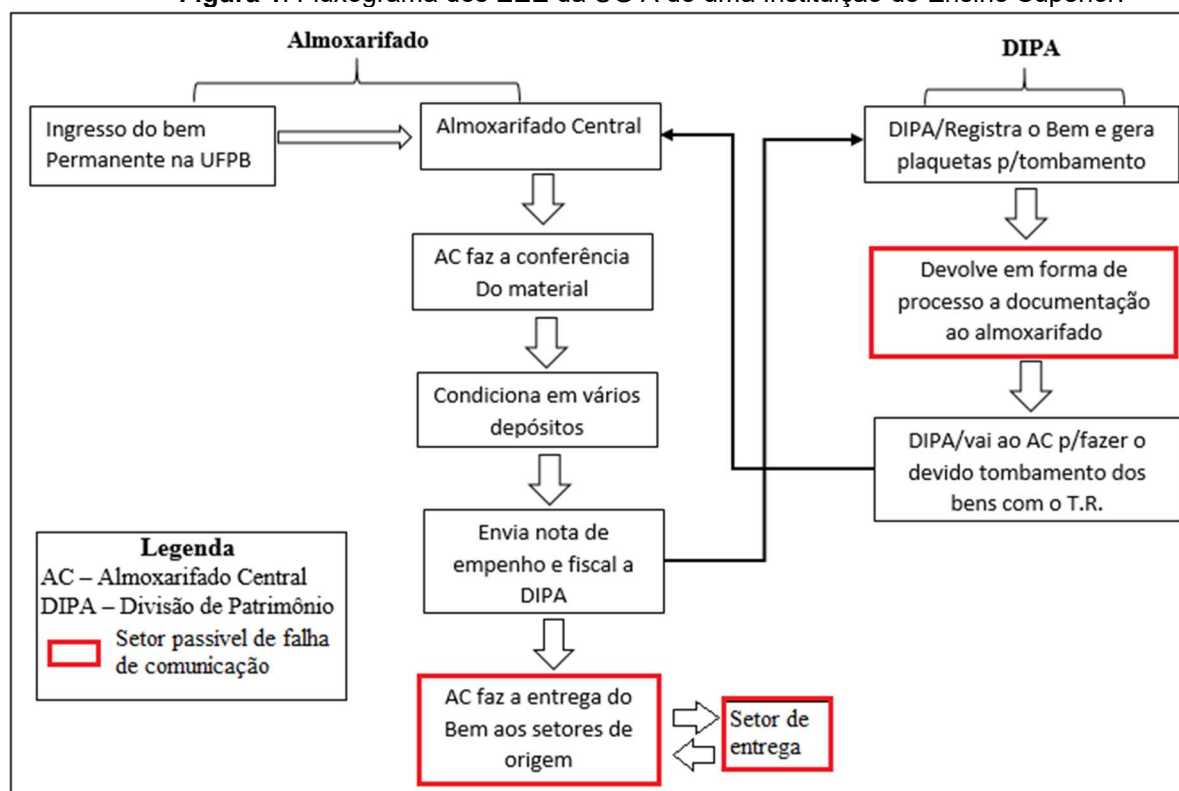 Almoxarifado
Ingresso do bem
Permanente na UFPB
Almoxarifado Central
AC faz a conferência
Do material
Condiciona em vários
depósitos
Envia nota de
empenho e fiscal a
DIPA
AC faz a entrega do
Bem aos setores de
origem
Setor de
entrega
DIPA
DIPA/Registra o Bem e gera
plaquetas p/tombamento
Devolve em forma de
processo a documentação
ao almoxarifado
DIPA/vai ao AC p/fazer o
devido tombamento dos
bens com o T.R.
Legenda
AC – Almoxarifado Central
DIPA – Divisão de Patrimônio
Setor passível de falha
de comunicação